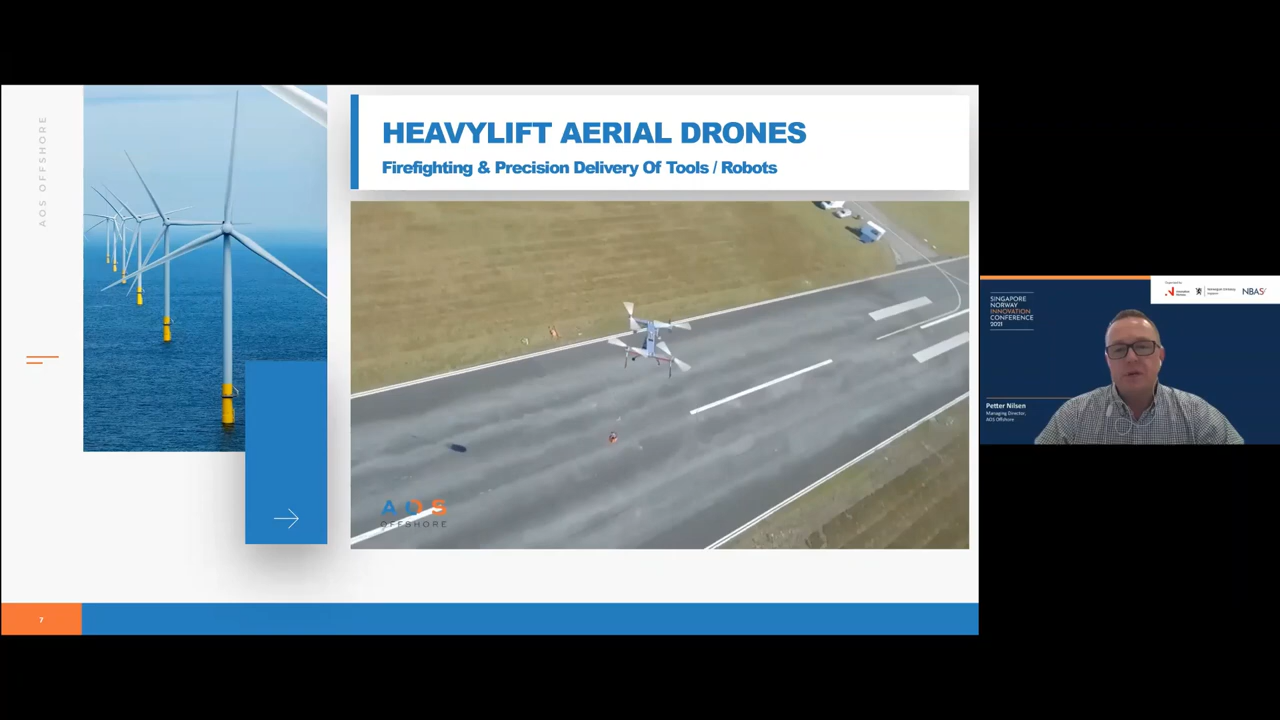 AOS OFFSHORE
HEAVYLIFT AERIAL DRONES
Firefighting & Precision Delivery Of Tools / Robots
AOS
OFFSHORE
7
SINGAPORE
NORWAY
INNOVATION
CONFERENCE
2021
NBAS
Petter Nilsen
Managing Director,
AOS Offshore